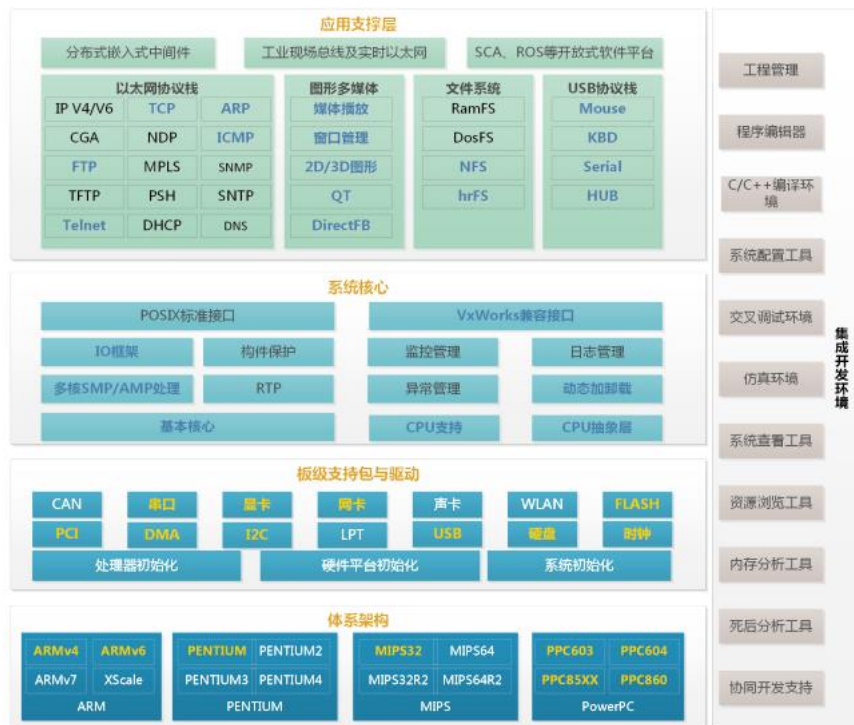 应用支撑层
分布式嵌入式中间件
工业现场总线及实时以太网
SCA、ROS等开放式软件平台
以太网协议栈
IP V4/V6 TCP ARP
CGA NDP ICMP
FTP MPLS SNMP
TFTP PSH SNTP
Telnet DHCP DNS
图形多媒体
媒体播放
窗口管理
2D/3D图形
QT
DirectFB
文件系统
RamFS
DosFS
NFS
hrFS
USB协议栈
Mouse
KBD
Serial
HUB
系统核心
POSIX标准接口 VxWorks兼容接口
IO框架 构件保护 监控管理 日志管理
多核SMP/AMP处理 RTP 异常管理 动态加卸载
基本核心 CPU支持 CPU抽象层
板级支持包与驱动
CAN 串口 显卡 网卡 声卡 WLAN FLASH
PCI DMA I2C LPT USB 硬盘 时钟
处理器初始化 硬件平台初始化 系统初始化
体系架构
ARMv4 ARMv6
ARMv7 XScale
ARM
PENTIUM PENTIUM2
PENTIUM3 PENTIUM4
PENTIUM
MIPS32 MIPS64
MIPS32R2 MIPS64R2
MIPS
PPC603 PPC604
PPC85XX PPC860
PowerPC
工程管理
程序编辑器
C/C++编译环
境
系统配置工具
交叉调试环境
仿真环境
系统查看工具
资源浏览工具
内存分析工具
死后分析工具
协同开发支持
集成开发环境